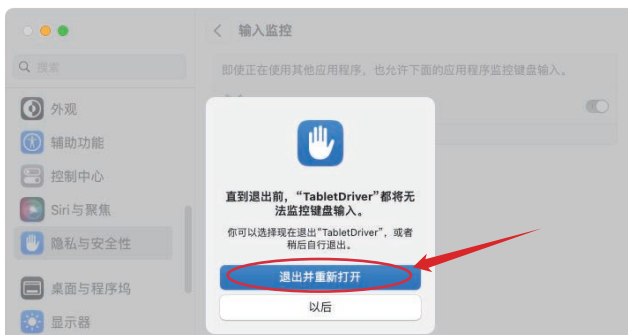 输入监控
搜索
即使正在使用其他应用程序，也允许下面的应用程序监控键盘输入。
外观
辅助功能
控制中心
Siri与聚焦
隐私与安全性
桌面与程序坞
显示器
直到退出前，“TabletDriver”都将无
法监控键盘输入。
你可以选择现在退出“TabletDriver”，或者
稍后自行退出。
退出并重新打开
以后